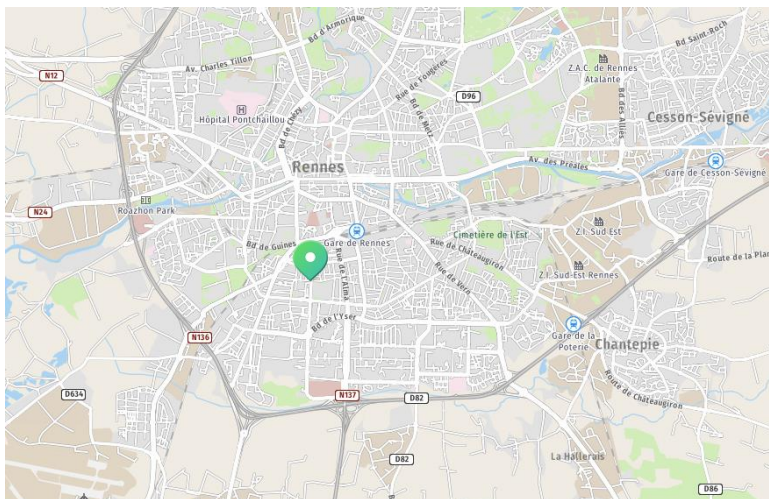 Bd d'Armorique
Av. Charles Tillon
Bd Saint-Roch
N12
Z.A.C. de Rennes
Atalante
Rue de Fougères
D96
Bd des Alliés
Hôpital Pontchaillou
Bd de Chézy
Bd de Metz
Cesson-Sévigné
Rennes
Av. des Préales
Gare de Cesson-Sévigné
Roazhon Park
N24
Z.I. Sud-Est
Cimetière de l'Est
Bd de Guines
Gare de Rennes
Rue de Châteaugiron
Rue de l'Alma
Rue de Vern
Z.I. Sud-Est Rennes
Route de la Plan
Bd de l'Yser
N136
Gare de la
Poterie
Chantepie
D634
N137
D82
Route de Châteaugiron
La Hallerais
D82
D86